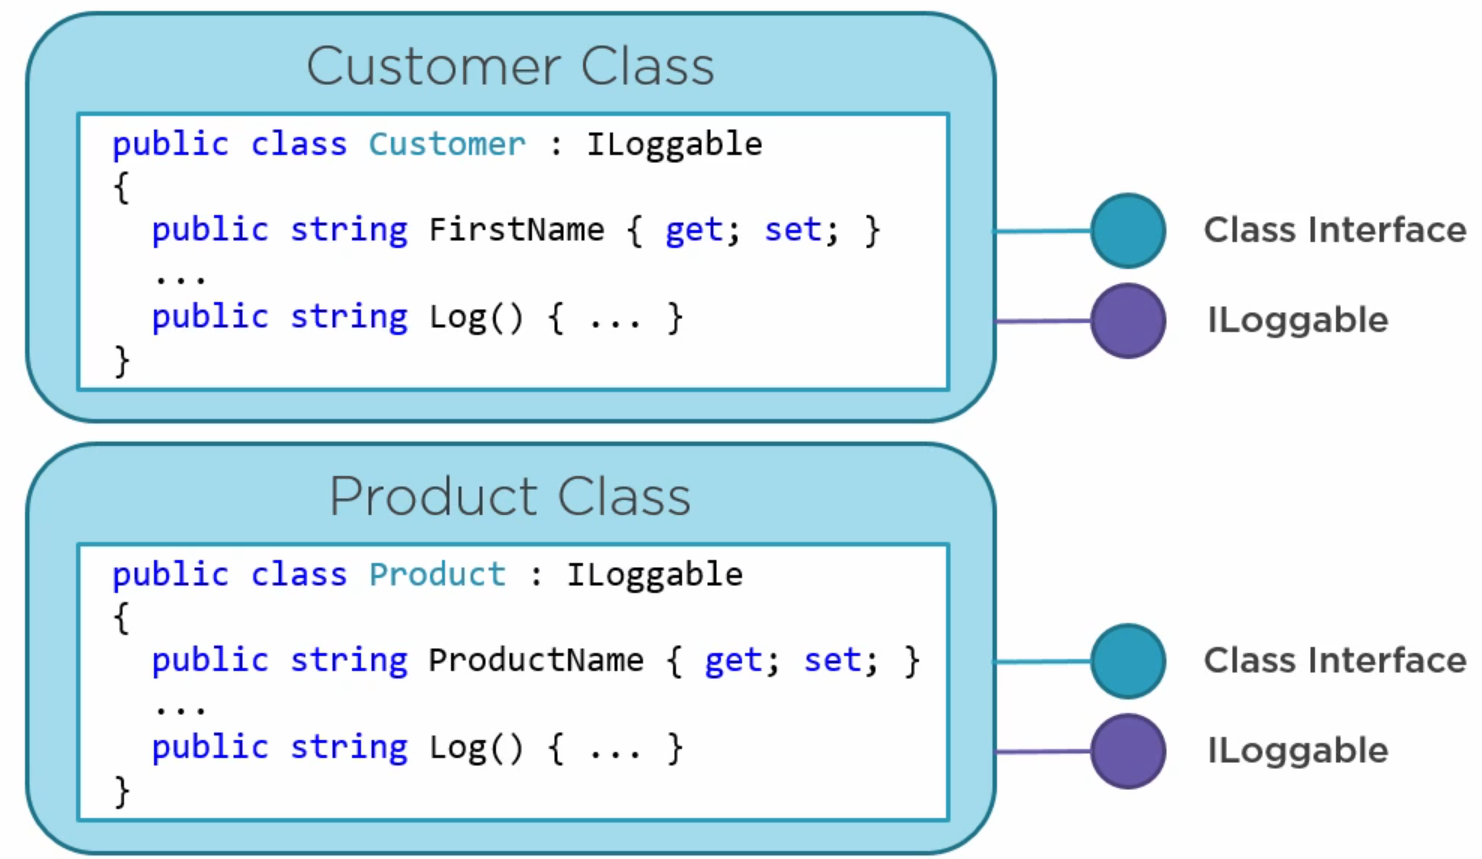 Customer Class
public class Customer : ILoggable
{
public string FirstName { get; set; }
...
public string Log() { ... }
}
Class Interface
ILoggable
Product Class
public class Product : ILoggable
{
public string ProductName { get; set; }
...
public string Log() { ... }
}
Class Interface
ILoggable